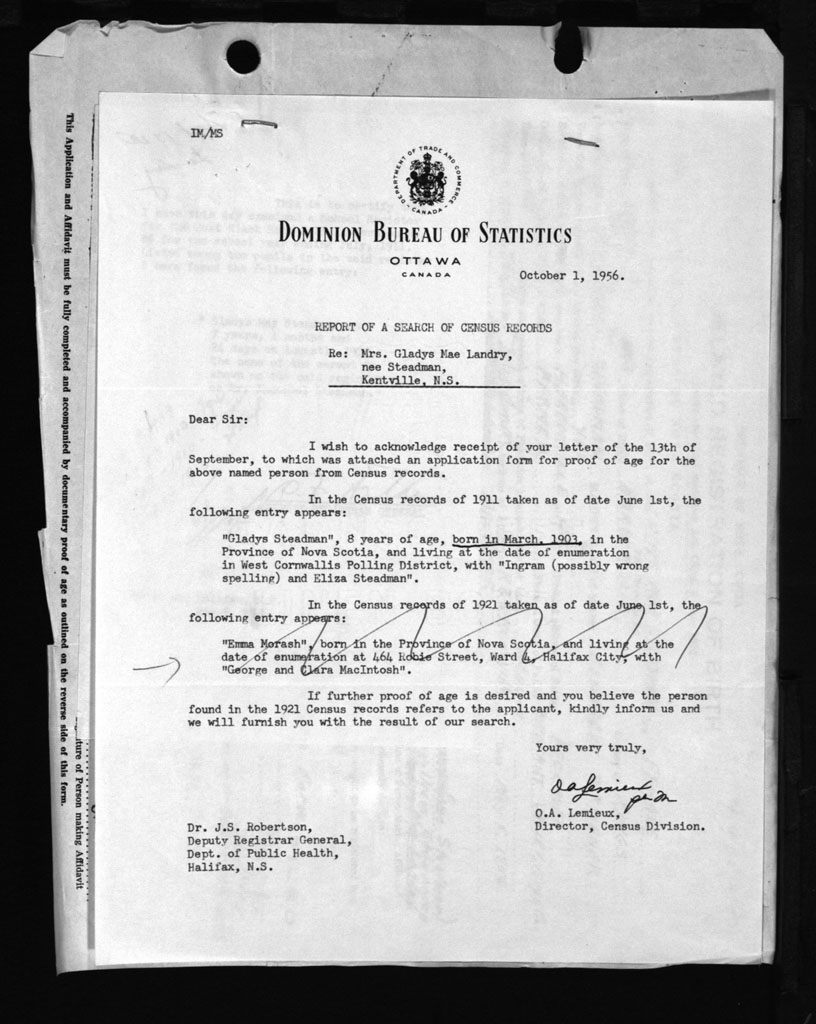 IM/MS
DEPARTMENT OF TRADE AND COMMERCE
CANADA
DOMINION BUREAU OF STATISTICS
OTTAWA
CANADA
October 1, 1956.
REPORT OF A SEARCH OF CENSUS RECORDS
Re: Mrs. Gladys Mae Landry,
nee Steadman,
Kentville, N.S.
Dear Sir:
I wish to acknowledge receipt of your letter of the 13th of
September, to which was attached an application form for proof of age for the
above named person from Census records.
In the Census records of 1911 taken as of date June 1st, the
following entry appears:
"Gladys Steadman", 8 years of age, born in March, 1903, in the
Province of Nova Scotia, and living at the date of enumeration
in West Cornwallis Polling District, with "Ingram (possibly wrong
spelling) and Eliza Steadman".
In the Census records of 1921 taken as of date June 1st, the
following entry appears:
"Emma Morash", born in the Province of Nova Scotia, and living at the
date of enumeration at 464 Robie Street, Ward 4, Halifax City, with
"George and Clara MacIntosh".
If further proof of age is desired and you believe the person
found in the 1921 Census records refers to the applicant, kindly inform us and
we will furnish you with the result of our search.
Yours very truly,
OALemieux
O.A. Lemieux,
Director, Census Division.
Dr. J.S. Robertson,
Deputy Registrar General,
Dept. of Public Health,
Halifax, N.S.
This Application and Affidavit must be fully completed and accompanied by documentary proof of age as outlined on the reverse side of this form.
ture of Person making Affidavit